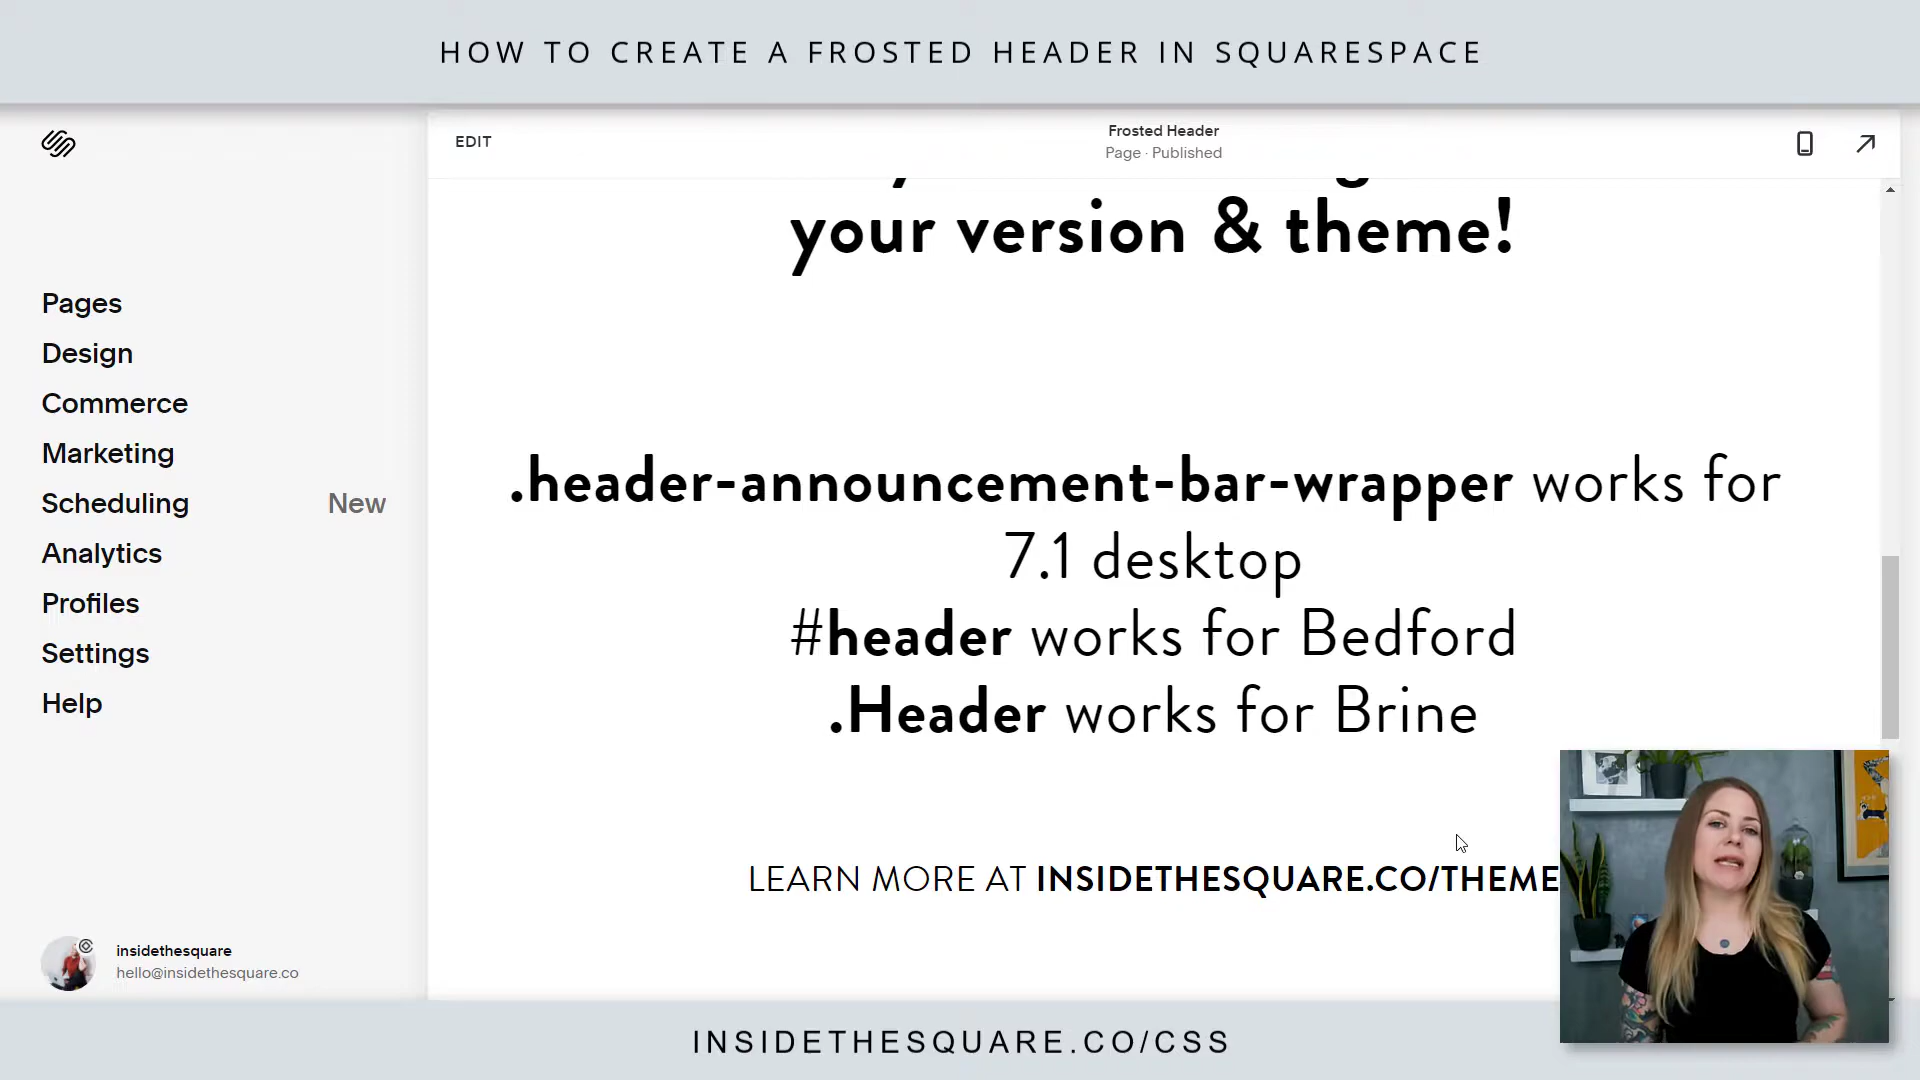 HOW TO CREATE A FROSTED HEADER IN SQUARESPACE
EDIT
Frosted Header
Page · Published
your version & theme!
Pages
Design
Commerce
Marketing
Scheduling New
Analytics
Profiles
Settings
Help
.header-announcement-bar-wrapper works for
7.1 desktop
#header works for Bedford
.Header works for Brine
LEARN MORE AT INSIDETHESQUARE.CO/THEME
insidethesquare
hello@insidethesquare.co
INSIDETHESQUARE.CO/CSS